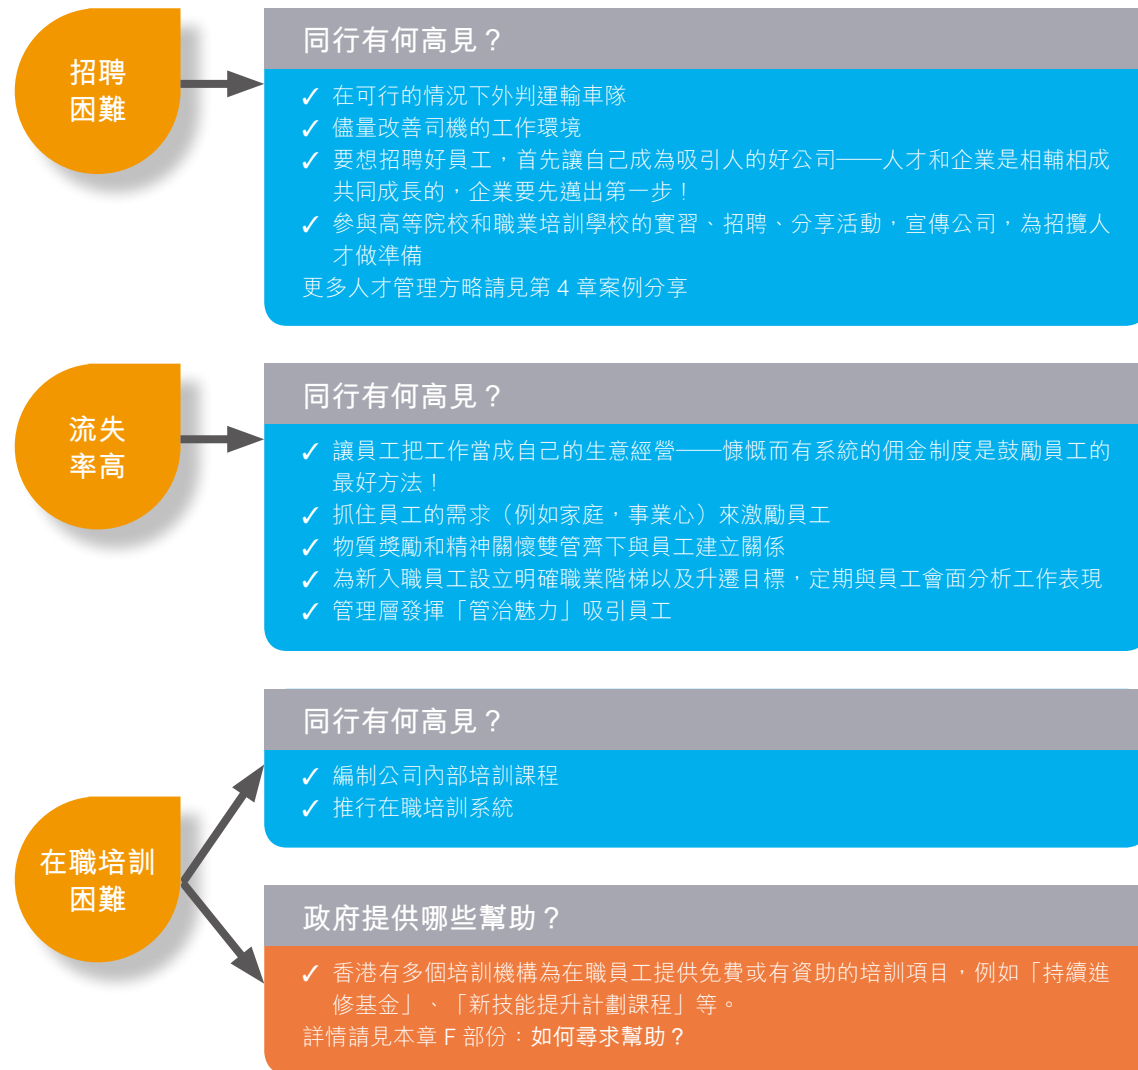 招聘
困難
同行有何高見？
✓ 在可行的情況下外判運輸車隊
✓ 儘量改善司機的工作環境
✓ 要想招聘好員工，首先讓自己成為吸引人的好公司——人才和企業是相輔相成
共同成長的，企業要先邁出第一步！
✓ 參與高等院校和職業培訓學校的實習、招聘、分享活動，宣傳公司，為招攬人
才做準備
更多人才管理方略請見第 4 章案例分享
流失
率高
同行有何高見？
✓ 讓員工把工作當成自己的生意經營——慷慨而有系統的佣金制度是鼓勵員工的
最好方法！
✓ 抓住員工的需求（例如家庭，事業心）來激勵員工
✓ 物質獎勵和精神關懷雙管齊下與員工建立關係
✓ 為新入職員工設立明確職業階梯以及升遷目標，定期與員工會面分析工作表現
✓ 管理層發揮「管治魅力」吸引員工
在職培訓
困難
同行有何高見？
✓ 編制公司內部培訓課程
✓ 推行在職培訓系統
政府提供哪些幫助？
✓ 香港有多個培訓機構為在職員工提供免費或有資助的培訓項目，例如「持續進
修基金」、「新技能提升計劃課程」等。
詳情請見本章 F 部份：如何尋求幫助？